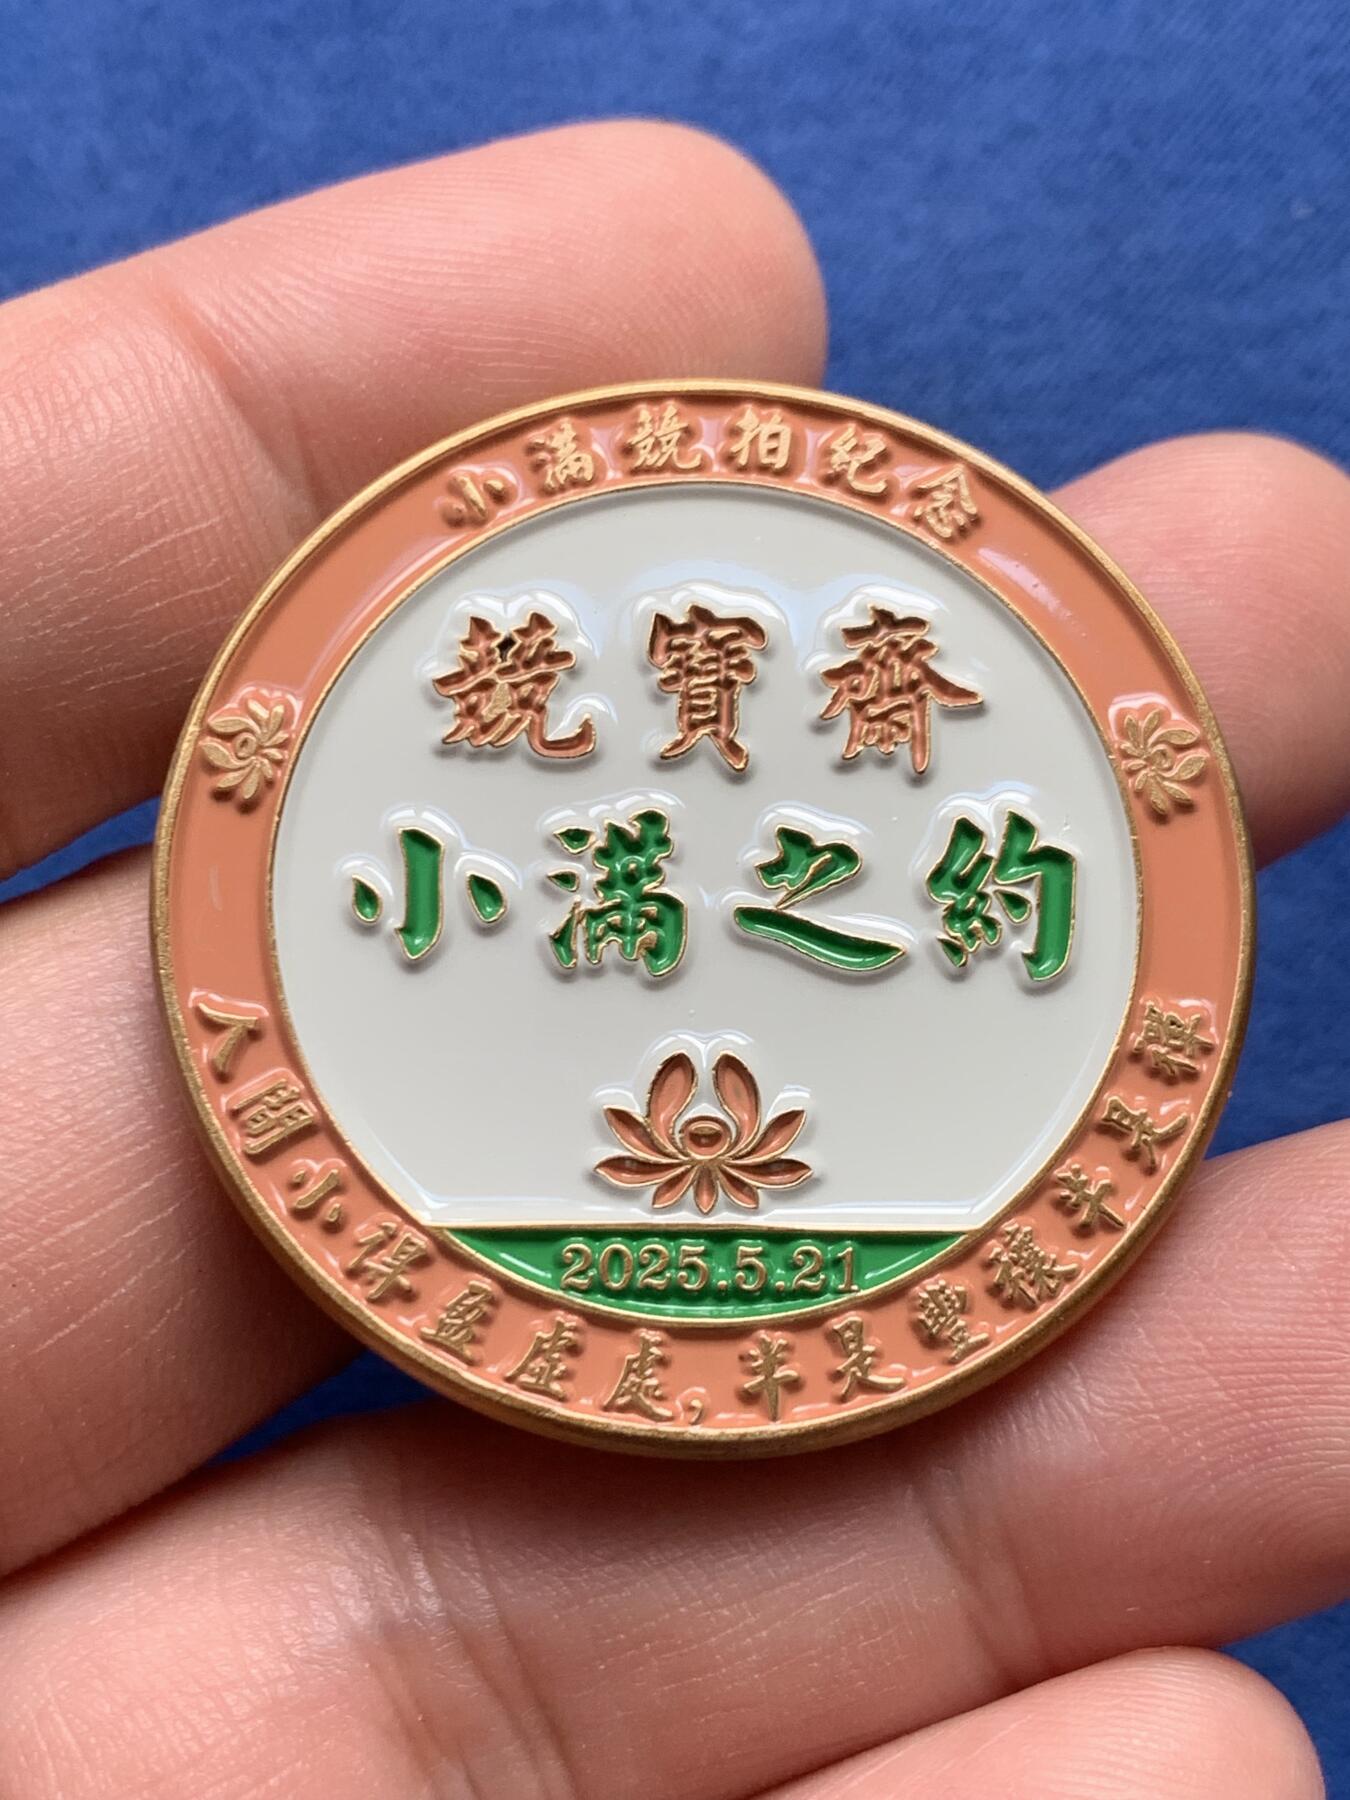 小滿競拍紀念
競寶齋
小滿之約
2025.5.21
人間小得盈虛處,半是豐穰半是禪